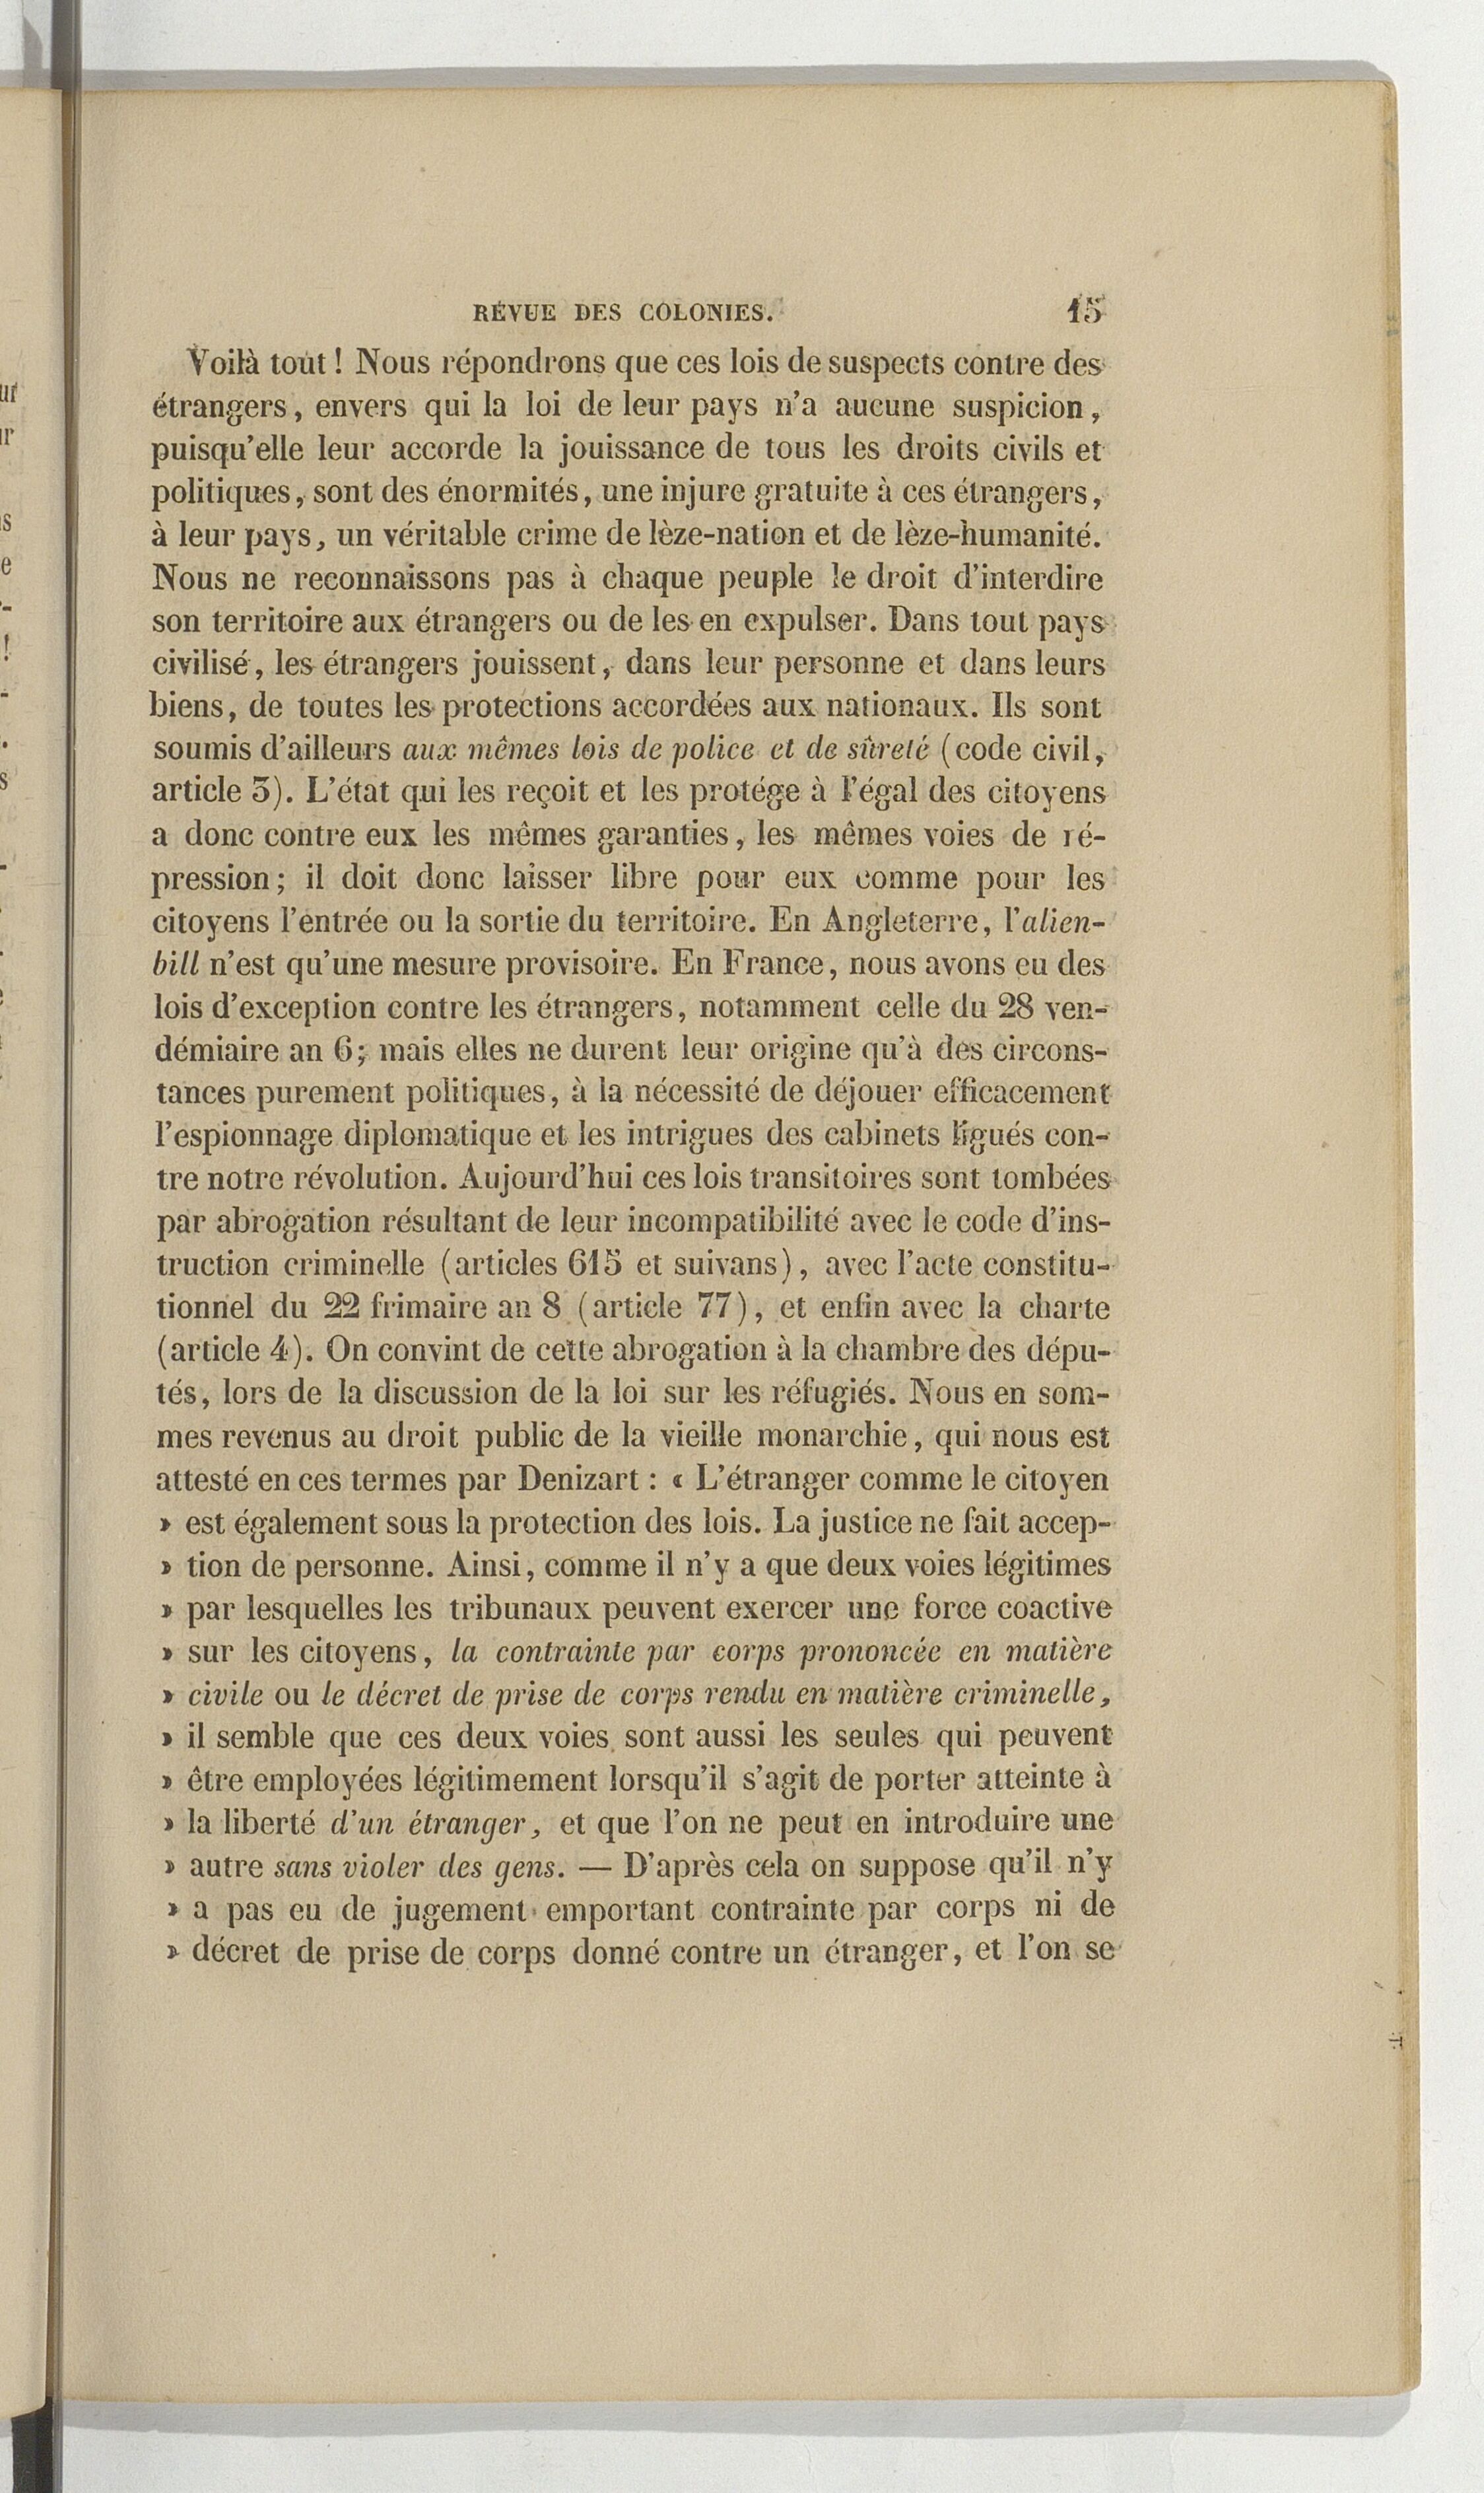 REVUE DES COLONIES. 15
Voilà tout ! Nous répondrons que ces lois de suspects contre des
étrangers, envers qui la loi de leur pays n'a aucune suspicion,
puisqu'elle leur accorde la jouissance de tous les droits civils et
politiques, sont des énormités, une injure gratuite à ces étrangers,
à leur pays, un véritable crime de lèze-nation et de lèze-humanité.
Nous ne reconnaissons pas à chaque peuple le droit d'interdire
son territoire aux étrangers ou de les en expulser. Dans tout pays
civilisé, les étrangers jouissent, dans leur personne et dans leurs
biens, de toutes les protections accordées aux nationaux. Ils sont
soumis d'ailleurs aux mêmes lois de police et de sûreté (code civil,
article 3). L'état qui les reçoit et les protége à l'égal des citoyens
a donc contre eux les mêmes garanties, les mêmes voies de ré-
pression; il doit donc laisser libre pour eux comme pour les
citoyens l'entrée ou la sortie du territoire. En Angleterre, l'alien-
bill n'est qu'une mesure provisoire. En France, nous avons eu des
lois d'exception contre les étrangers, notamment celle du 28 ven-
démiaire an 6; mais elles ne durent leur origine qu'à des circons-
tances purement politiques, à la nécessité de déjouer efficacement
l'espionnage diplomatique et les intrigues des cabinets ligués con-
tre notre révolution. Aujourd'hui ces lois transitoires sont tombées
par abrogation résultant de leur incompatibilité avec le code d'ins-
truction criminelle (articles 615 et suivans), avec l'acte constitu-
tionnel du 22 frimaire an 8 (article 77), et enfin avec la charte
(article 4). On convint de cette abrogation à la chambre des dépu-
tés, lors de la discussion de la loi sur les réfugiés. Nous en som-
mes revenus au droit public de la vieille monarchie, qui nous est
attesté en ces termes par Denizart : « L'étranger comme le citoyen
» est également sous la protection des lois. La justice ne fait accep-
» tion de personne. Ainsi, comme il n'y a que deux voies légitimes
» par lesquelles les tribunaux peuvent exercer une force coactive
» sur les citoyens, la contrainte par corps prononcée en matière
» civile ou le décret de prise de corps rendu en matière criminelle,
» il semble que ces deux voies sont aussi les seules qui peuvent
» être employées légitimement lorsqu'il s'agit de porter atteinte à
» la liberté d'un étranger, et que l'on ne peut en introduire une
» autre sans violer des gens. — D'après cela on suppose qu'il n'y
» a pas eu de jugement emportant contrainte par corps ni de
» décret de prise de corps donné contre un étranger, et l'on se